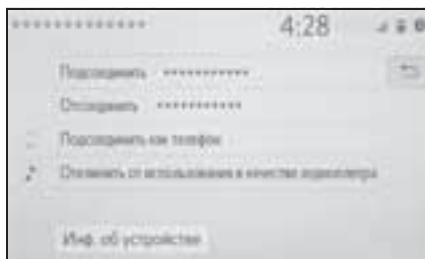 ************** 4:28
Подсоединить ***********
Отсоединить ***********
Подсоединить как телефон
Отключить от использования в качестве аудиоплеера
Инф. об устройстве